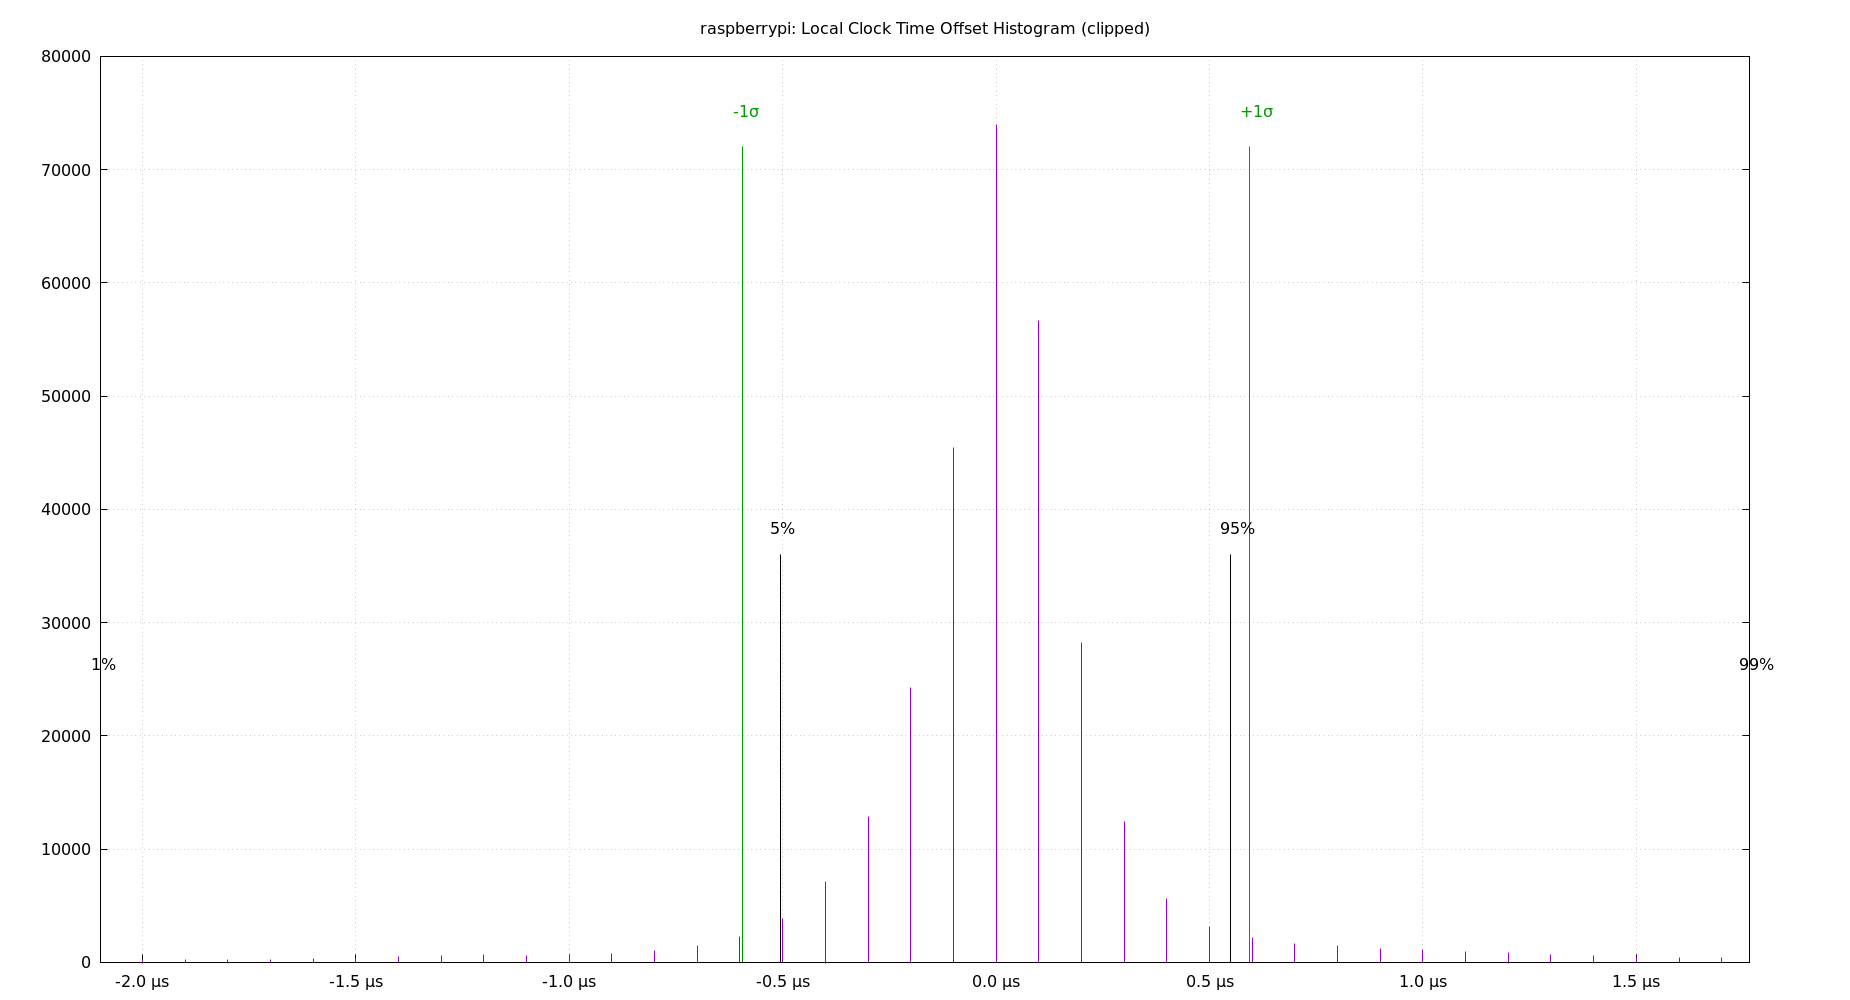 raspberrypi: Local Clock Time Offset Histogram (clipped)
80000
-1σ
+1σ
70000
60000
50000
40000
5%
95%
30000
1%
99%
20000
10000
0
-2.0 µs
-1.5 µs
-1.0 µs
-0.5 µs
0.0 µs
0.5 µs
1.0 µs
1.5 µs